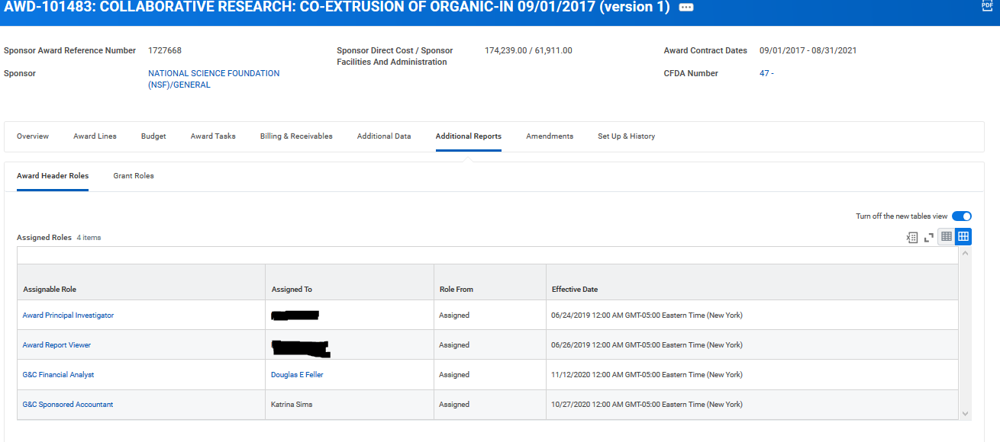 AWD-101483: COLLABORATIVE RESEARCH: CO-EXTRUSION OF ORGANIC-IN 09/01/2017 (version 1)
PDF
Sponsor Award Reference Number 1727668
Sponsor Direct Cost / Sponsor Facilities And Administration 174,239.00 / 61,911.00
Award Contract Dates 09/01/2017 - 08/31/2021
Sponsor NATIONAL SCIENCE FOUNDATION (NSF)/GENERAL
CFDA Number 47 -
Overview Award Lines Budget Award Tasks Billing & Receivables Additional Data Additional Reports Amendments Set Up & History
Award Header Roles Grant Roles
Turn off the new tables view
Assigned Roles 4 items
Assignable Role Assigned To Role From Effective Date
Award Principal Investigator Assigned 06/24/2019 12:00 AM GMT-05:00 Eastern Time (New York)
Award Report Viewer Assigned 06/26/2019 12:00 AM GMT-05:00 Eastern Time (New York)
G&C Financial Analyst Douglas E Feller Assigned 11/12/2020 12:00 AM GMT-05:00 Eastern Time (New York)
G&C Sponsored Accountant Katrina Sims Assigned 10/27/2020 12:00 AM GMT-05:00 Eastern Time (New York)